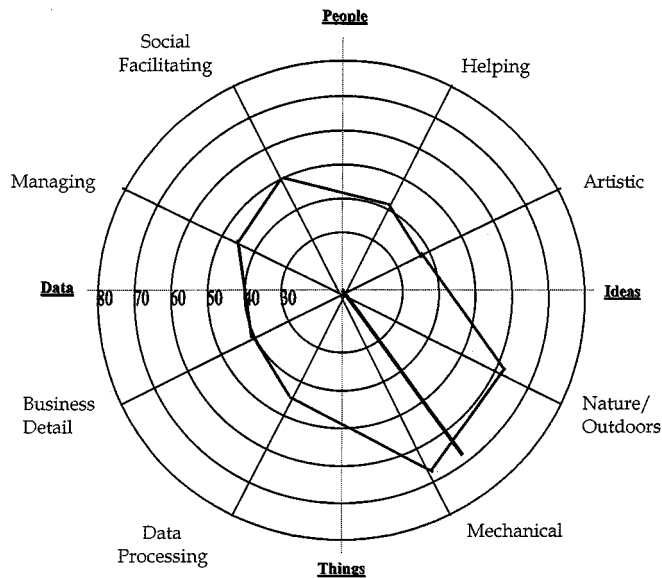 People
Social
Facilitating
Helping
Managing
Artistic
Data
80 70 60 50 40 30
Ideas
Business
Detail
Nature/
Outdoors
Data
Processing
Mechanical
Things